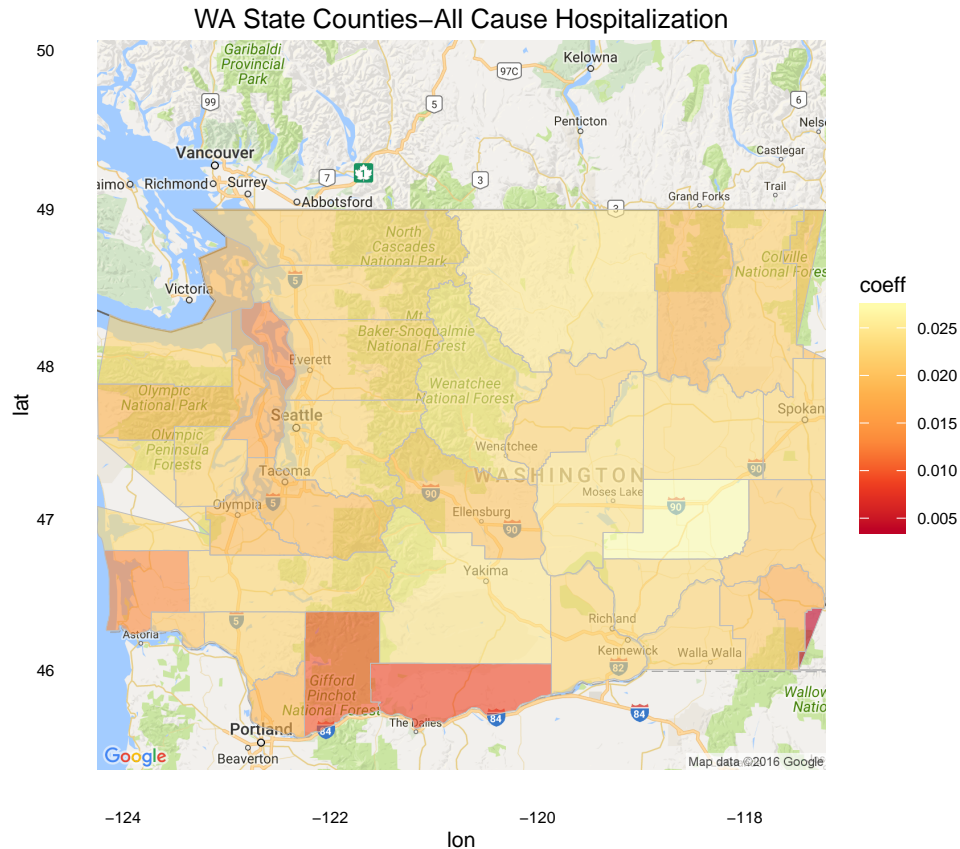 WA State Counties−All Cause Hospitalization
50
Garibaldi
Provincial
Park
Kelowna
97C
99
5
6
Penticton
Nels
Vancouver
Castlegar
aimo
Richmond
Surrey
7
1
3
Trail
Abbotsford
Grand Forks
3
49
North
Cascades
National Park
Colville
National Fores
5
Victoria
Mt
Baker-Snoqualmie
National Forest
48
Everett
Olympic
National Park
Wenatchee
National Forest
Seattle
Spokan
Olympic
Peninsula
Forests
Wenatchee
Tacoma
WASHINGTON
90
90
Moses Lake
Olympia
5
90
47
Ellensburg
90
Yakima
5
Richland
Astoria
Kennewick
Walla Walla
82
46
Gifford
Pinchot
National Forest
Wallow
Natio
84
84
84
The Dalles
Portland
Beaverton
Google
Map data ©2016 Google
−124
−122
−120
−118
lon
lat
coeff
0.025
0.020
0.015
0.010
0.005